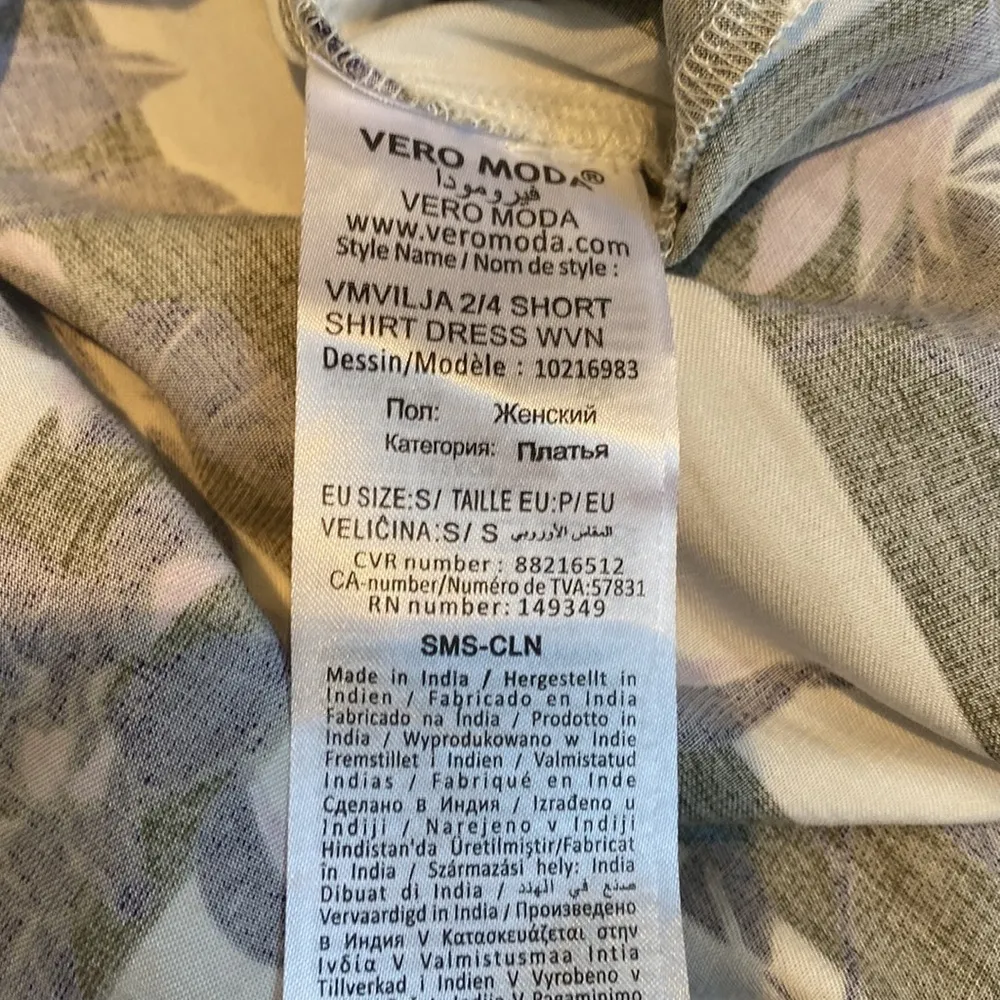 VERO MODA®
فيرومودا
VERO MODA
www.veromoda.com
Style Name / Nom de style :
VMVILJA 2/4 SHORT
SHIRT DRESS WVN
Dessin/Modèle : 10216983
Пол: Женский
Категория: Платья
EU SIZE:S/ TAILLE EU:P/EU
VELIČINA:S/ S المقاس الأوروبي
CVR number : 88216512
CA-number/Numéro de TVA:57831
RN number: 149349
SMS-CLN
Made in India / Hergestellt in
Indien / Fabricado en India
Fabricado na Índia / Prodotto in
India / Wyprodukowano w Indie
Fremstillet i Indien / Valmistatud
Indias / Fabriqué en Inde
Сделано в Индия / Izrađeno u
Indiji / Narejeno v Indiji
Hindistan'da Üretilmiştir/Fabricat
in India / Származási hely: India
Dibuat di India / صنع في الهند
Vervaardigd in India / Произведено
в Индия V Κατασκευάζεται στην
Ινδία V Valmistusmaa Intia
Tillverkad i Indien V Vyrobeno v
Indien V Pagaminimo